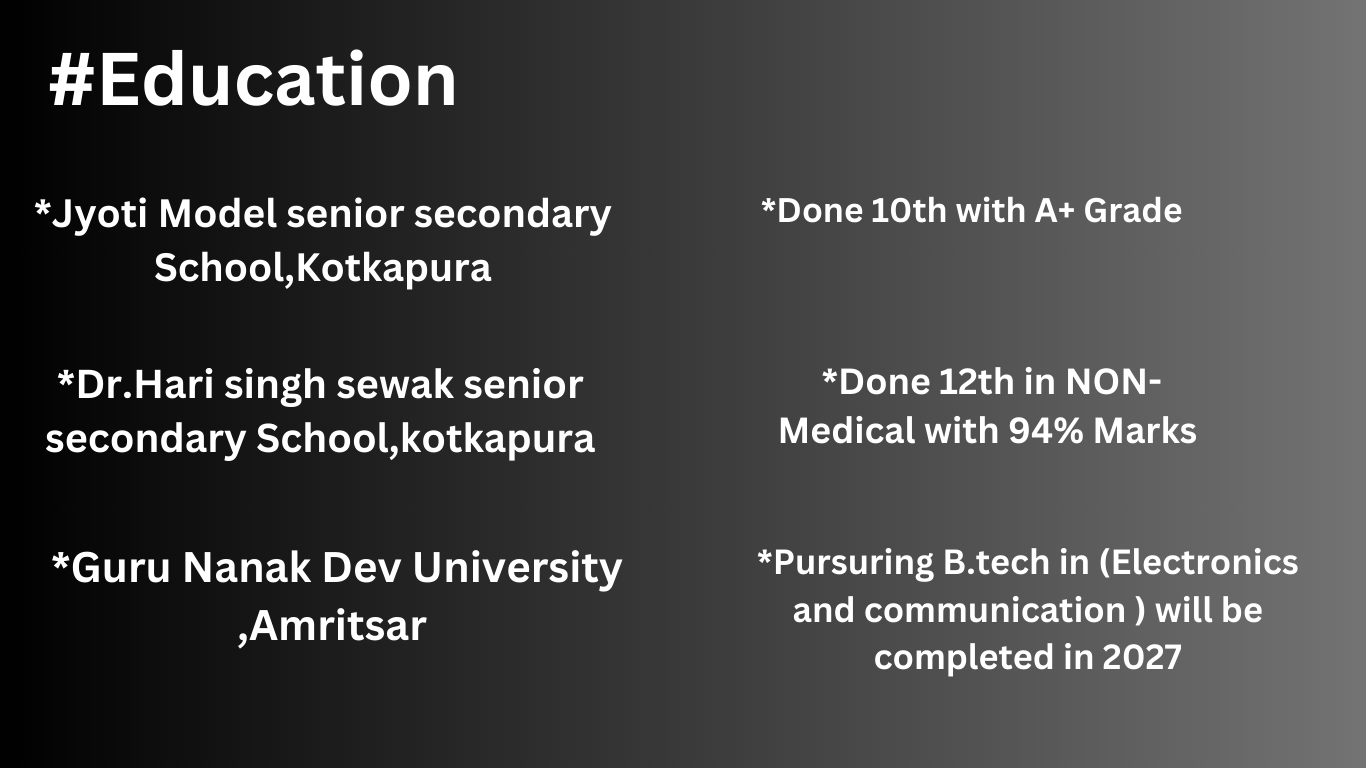 #Education
*Jyoti Model senior secondary
School,Kotkapura
*Done 10th with A+ Grade
*Dr.Hari singh sewak senior
secondary School,kotkapura
*Done 12th in NON-
Medical with 94% Marks
*Guru Nanak Dev University
,Amritsar
*Pursuring B.tech in (Electronics
and communication ) will be
completed in 2027